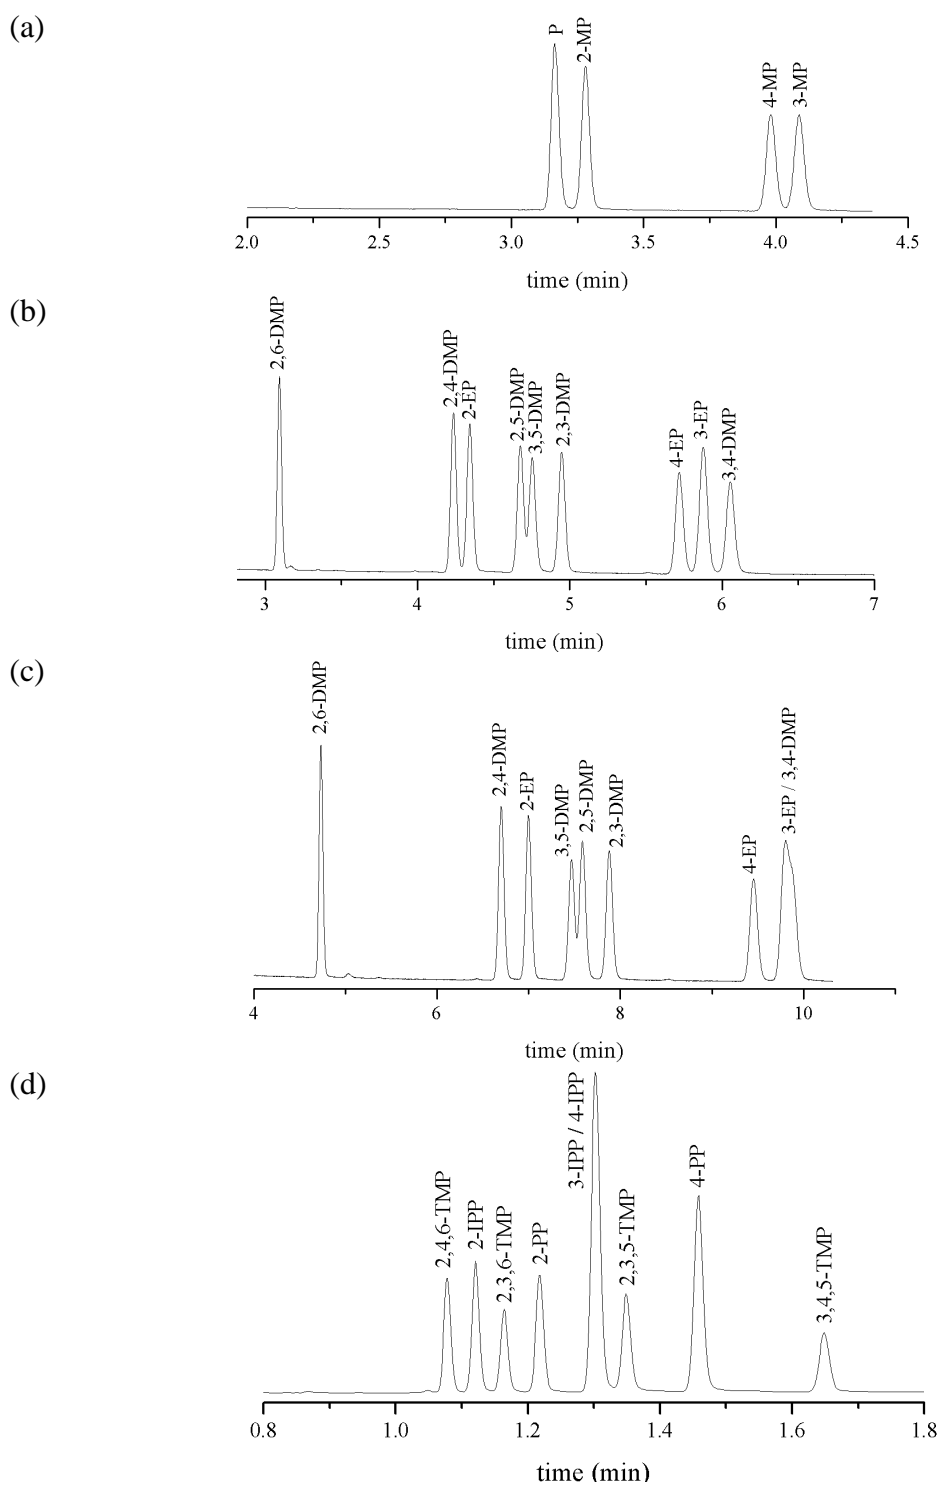 (a)
P
2-MP
4-MP
3-MP
2.0 2.5 3.0 3.5 4.0 4.5
time (min)
(b)
2,6-DMP
2,4-DMP
2-EP
2,5-DMP
3,5-DMP
2,3-DMP
4-EP
3-EP
3,4-DMP
3 4 5 6 7
time (min)
(c)
2,6-DMP
2,4-DMP
2-EP
3,5-DMP
2,5-DMP
2,3-DMP
4-EP
3-EP / 3,4-DMP
4 6 8 10
time (min)
(d)
2,4,6-TMP
2-IPP
2,3,6-TMP
2-PP
3-IPP / 4-IPP
2,3,5-TMP
4-PP
3,4,5-TMP
0.8 1.0 1.2 1.4 1.6 1.8
time (min)